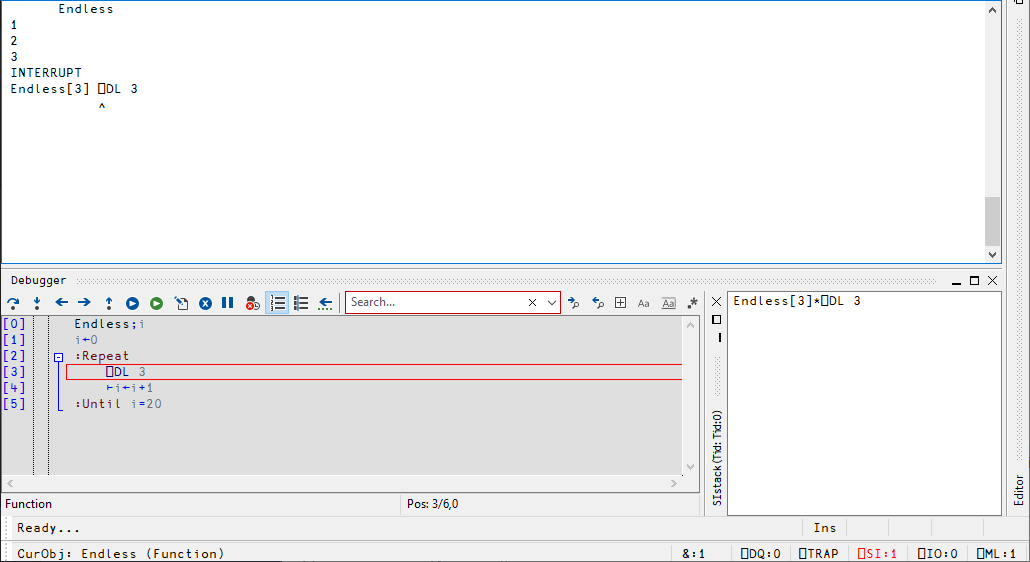 Endless
1
2
3
INTERRUPT
Endless[3] ⎕DL 3
^
Debugger
Search...
Aa
Aa
[0] Endless;i
[1] i←0
[2] :Repeat
[3] ⎕DL 3
[4] ⊢i←i+1
[5] :Until i=20
SIstack(Tid: Tid:0)
Endless[3]*⎕DL 3
Editor
Function
Pos: 3/6,0
Ready...
Ins
CurObj: Endless (Function)
&:1
⎕DQ:0
⎕TRAP
⎕SI:1
⎕IO:0
⎕ML:1